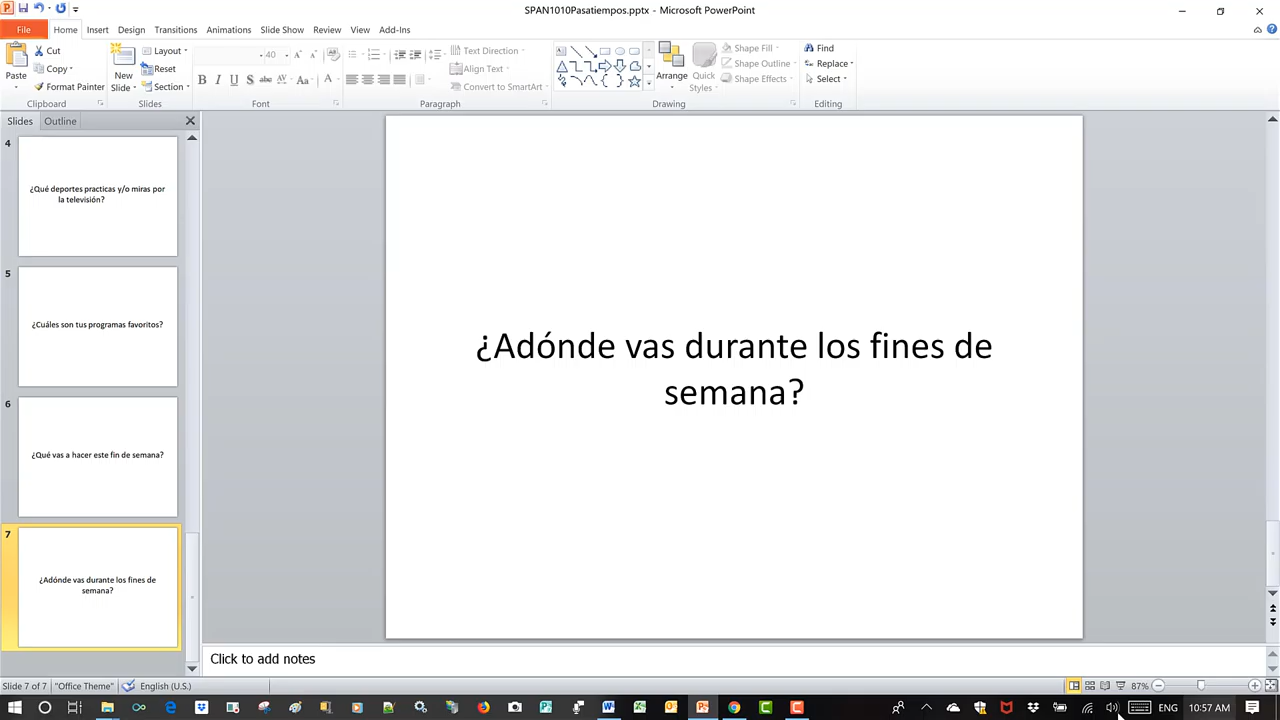 SPAN1010Pasatiempos.pptx - Microsoft PowerPoint
File Home Insert Design Transitions Animations Slide Show Review View Add-Ins
Paste
Cut
Copy
Format Painter
Clipboard
New Slide
Layout
Reset
Section
Slides
40
B I U S abc AV Aa A
Font
Text Direction
Align Text
Convert to SmartArt
Paragraph
Arrange
Quick Styles
Shape Fill
Shape Outline
Shape Effects
Drawing
Find
Replace
Select
Editing
Slides Outline
4
¿Qué deportes practicas y/o miras por
la televisión?
5
¿Cuáles son tus programas favoritos?
6
¿Qué vas a hacer este fin de semana?
7
¿Adónde vas durante los fines de
semana?
¿Adónde vas durante los fines de
semana?
Click to add notes
Slide 7 of 7 "Office Theme" English (U.S.) 87%
ENG 10:57 AM